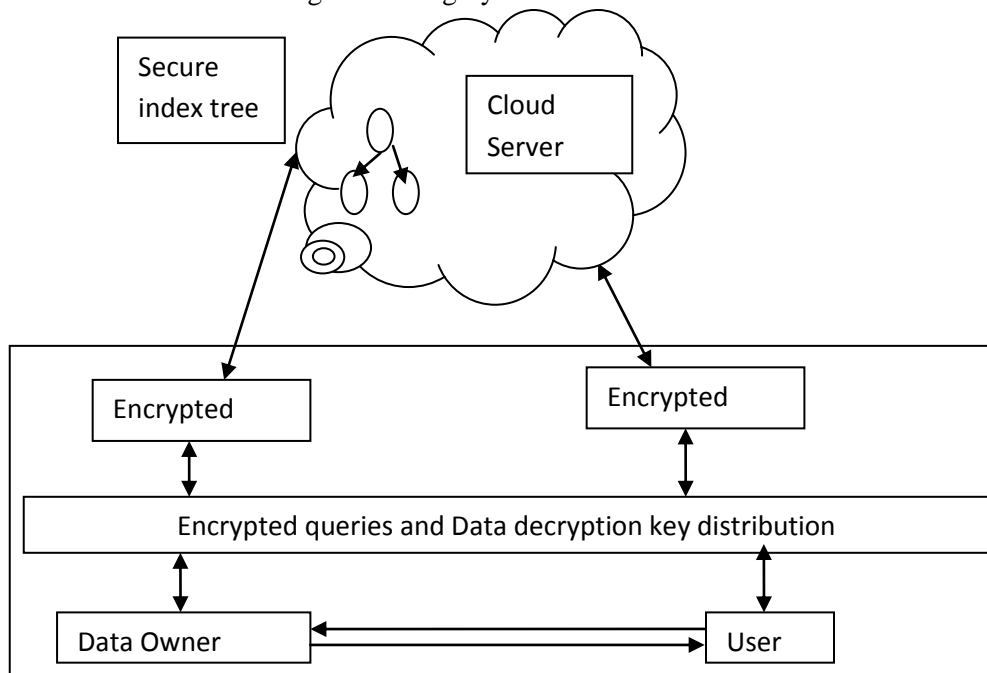 Secure
index tree
Cloud
Server
Encrypted
Encrypted
Encrypted queries and Data decryption key distribution
Data Owner
User